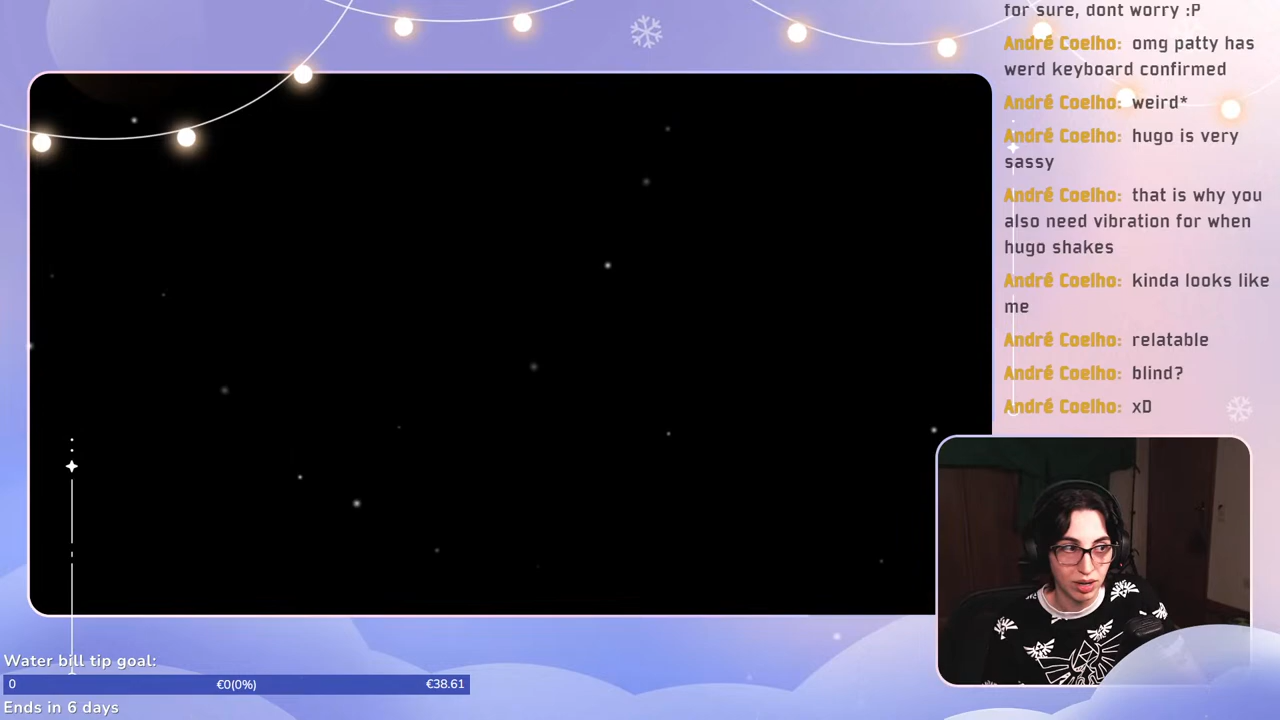 for sure, dont worry :P
André Coelho: omg patty has
werd keyboard confirmed
André Coelho: weird*
André Coelho: hugo is very
sassy
André Coelho: that is why you
also need vibration for when
hugo shakes
André Coelho: kinda looks like
me
André Coelho: relatable
André Coelho: blind?
André Coelho: xD
Water bill tip goal:
0 €0(0%) €38.61
Ends in 6 days